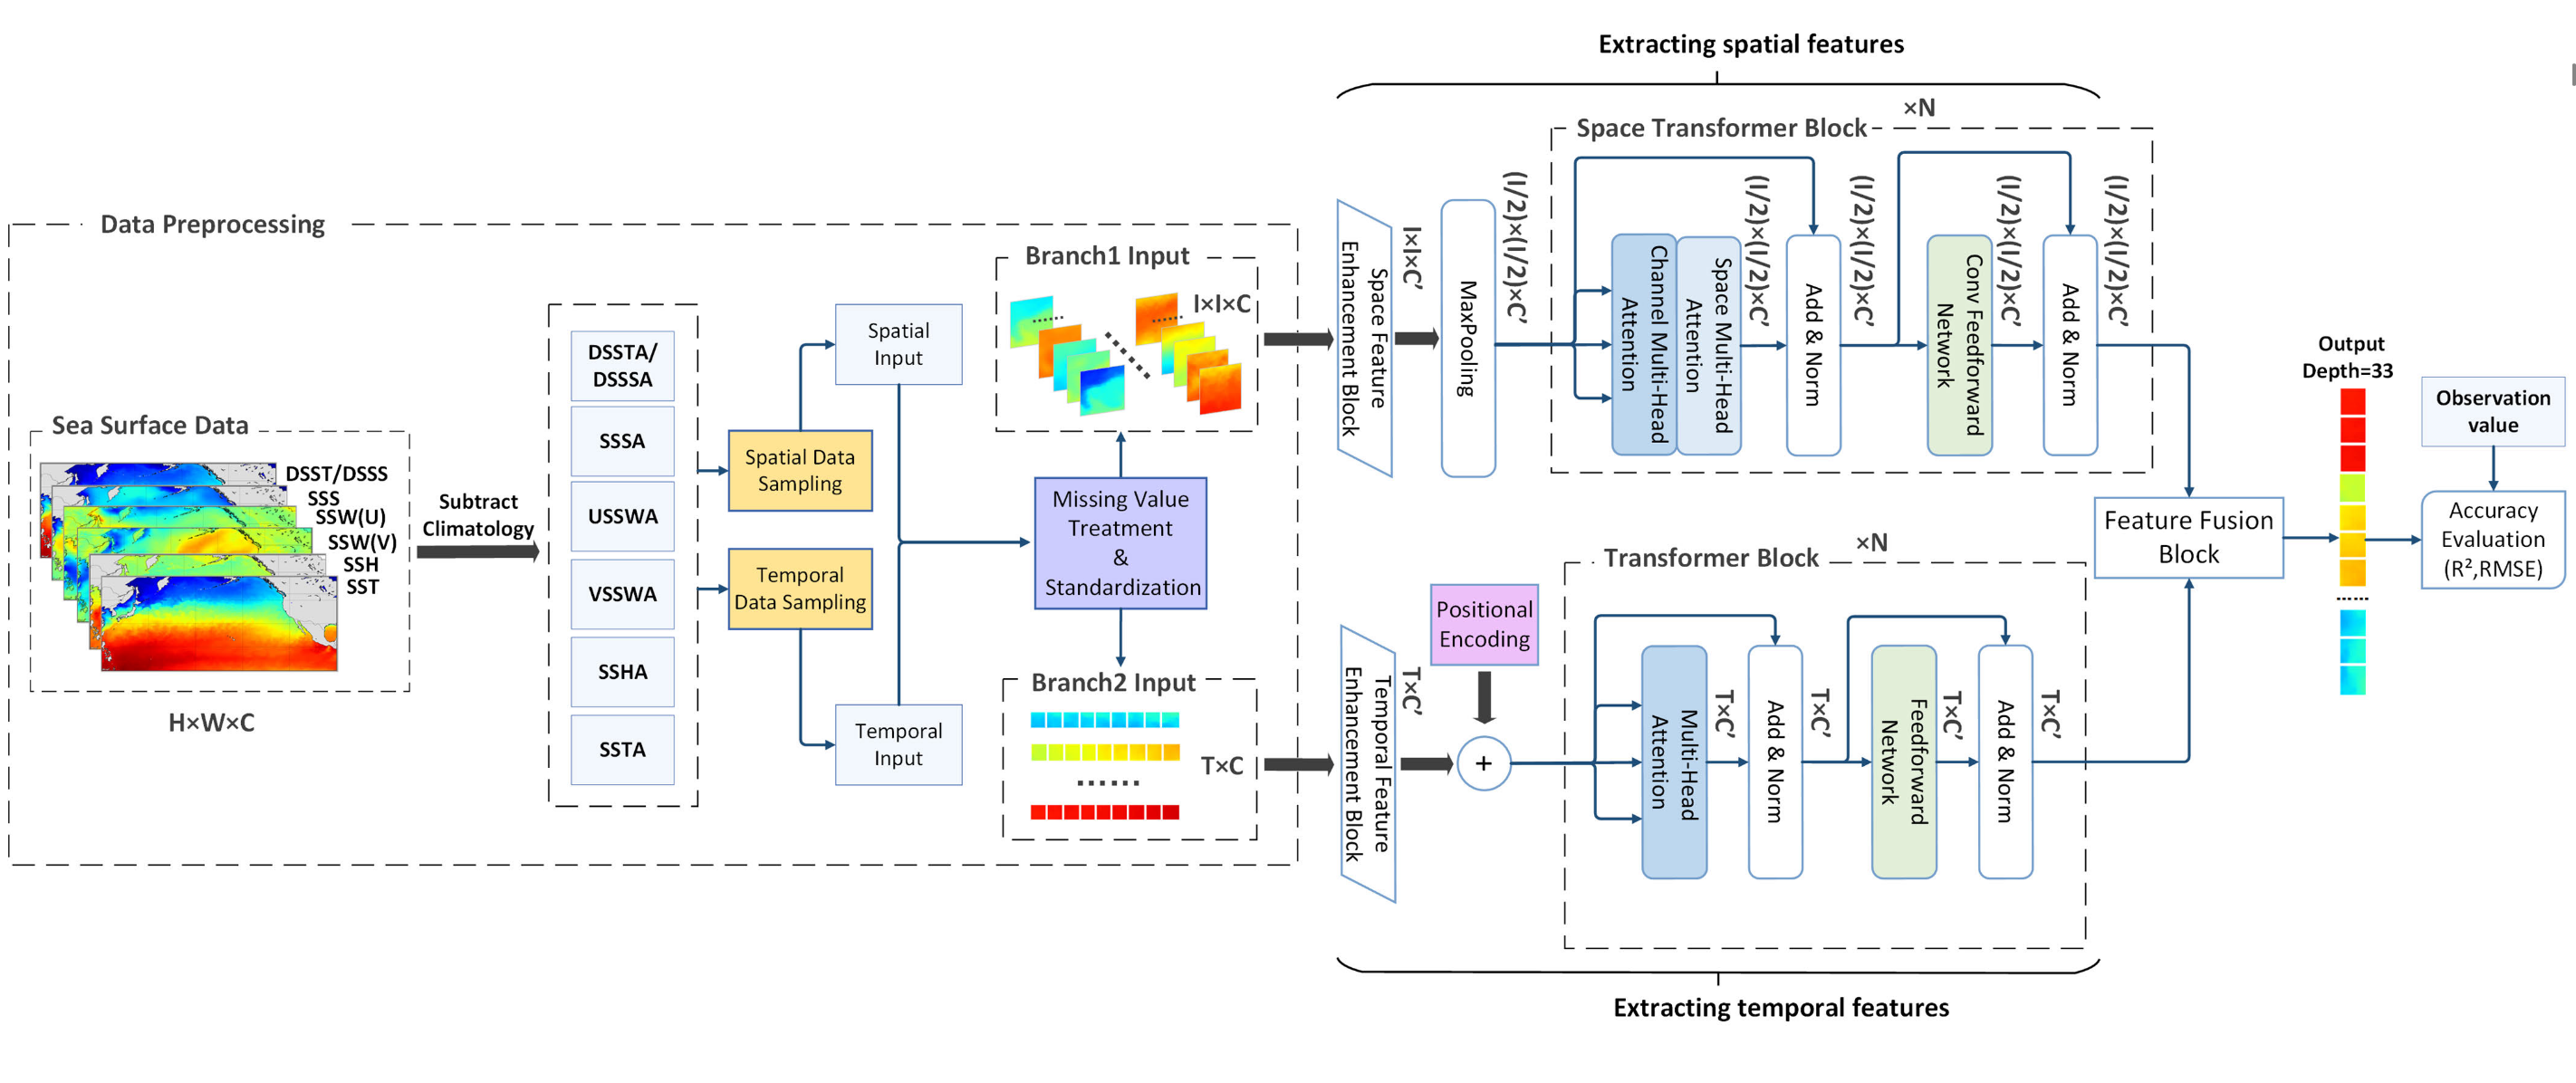 Extracting spatial features
Space Transformer Block
×N
Data Preprocessing
Sea Surface Data
DSST/DSSS
SSS
SSW(U)
SSW(V)
SSH
SST
H×W×C
Subtract
Climatology
DSSTA/
DSSSA
SSSA
USSWA
VSSWA
SSHA
SSTA
Spatial Data
Sampling
Temporal
Data Sampling
Spatial
Input
Temporal
Input
Missing Value
Treatment
&
Standardization
Branch1 Input
I×I×C
Branch2 Input
T×C
Space Feature
Enhancement Block
I×I×C’
MaxPooling
(I/2)×(I/2)×C’
Channel Multi-Head
Attention
Space Multi-Head
Attention
(I/2)×(I/2)×C’
Add & Norm
(I/2)×(I/2)×C’
Conv Feedforward
Network
(I/2)×(I/2)×C’
Add & Norm
(I/2)×(I/2)×C’
Temporal Feature
Enhancement Block
T×C’
Positional
Encoding
+
Transformer Block
×N
Multi-Head
Attention
T×C’
Add & Norm
T×C’
Feedforward
Network
T×C’
Add & Norm
T×C’
Extracting temporal features
Feature Fusion
Block
Output
Depth=33
Observation
value
Accuracy
Evaluation
(R²,RMSE)